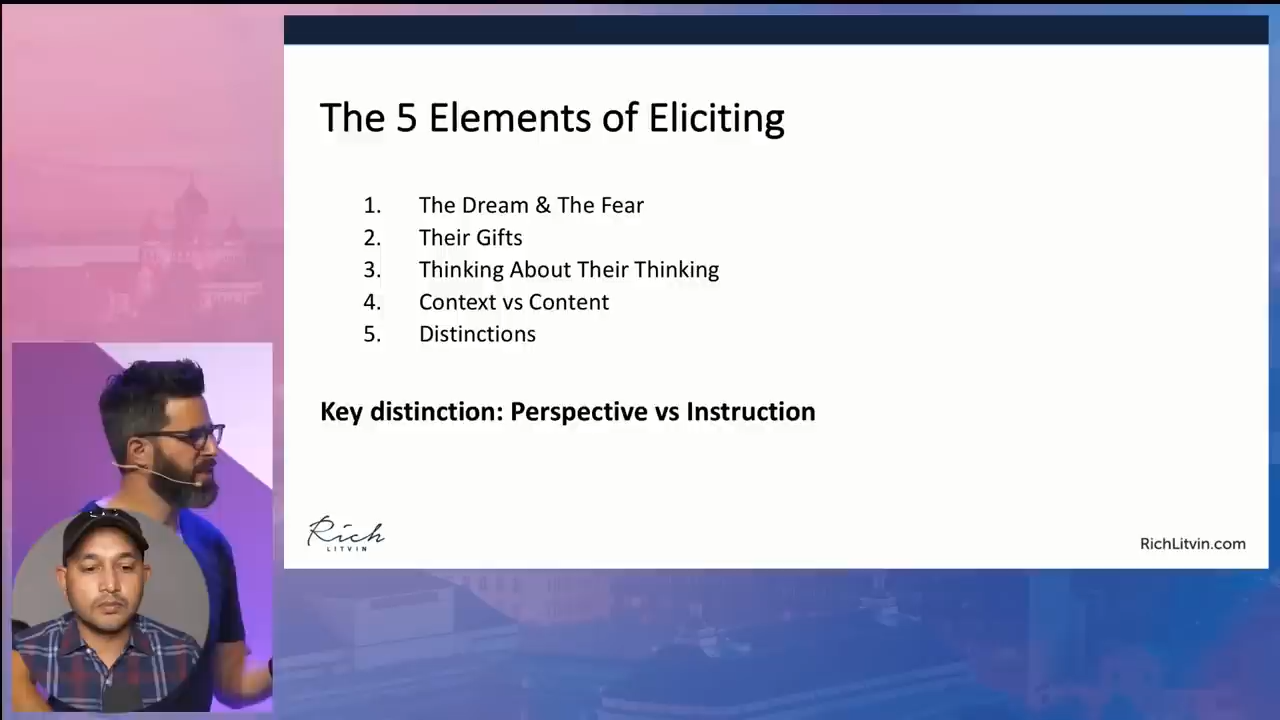 The 5 Elements of Eliciting
1. The Dream & The Fear
2. Their Gifts
3. Thinking About Their Thinking
4. Context vs Content
5. Distinctions
Key distinction: Perspective vs Instruction
Rich
LITVIN
RichLitvin.com